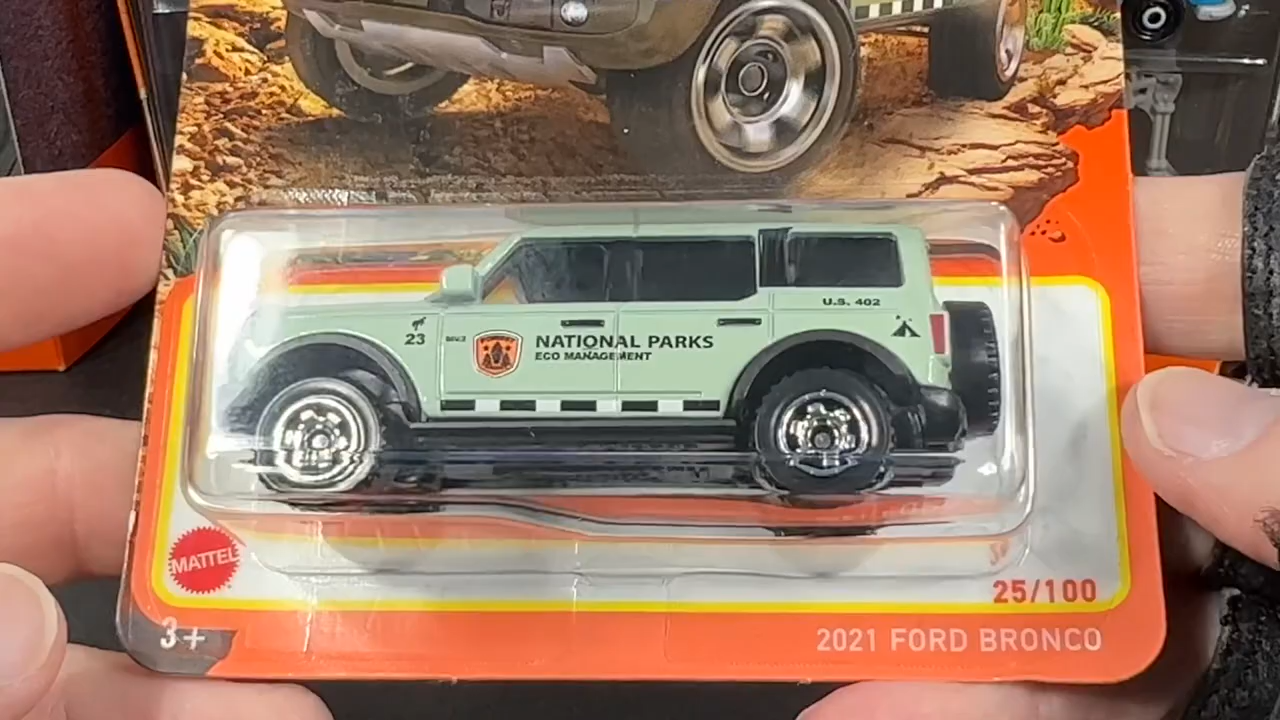 U.S. 402
23
NATIONAL PARKS
ECO MANAGEMENT
MATTEL
25/100
3+
2021 FORD BRONCO